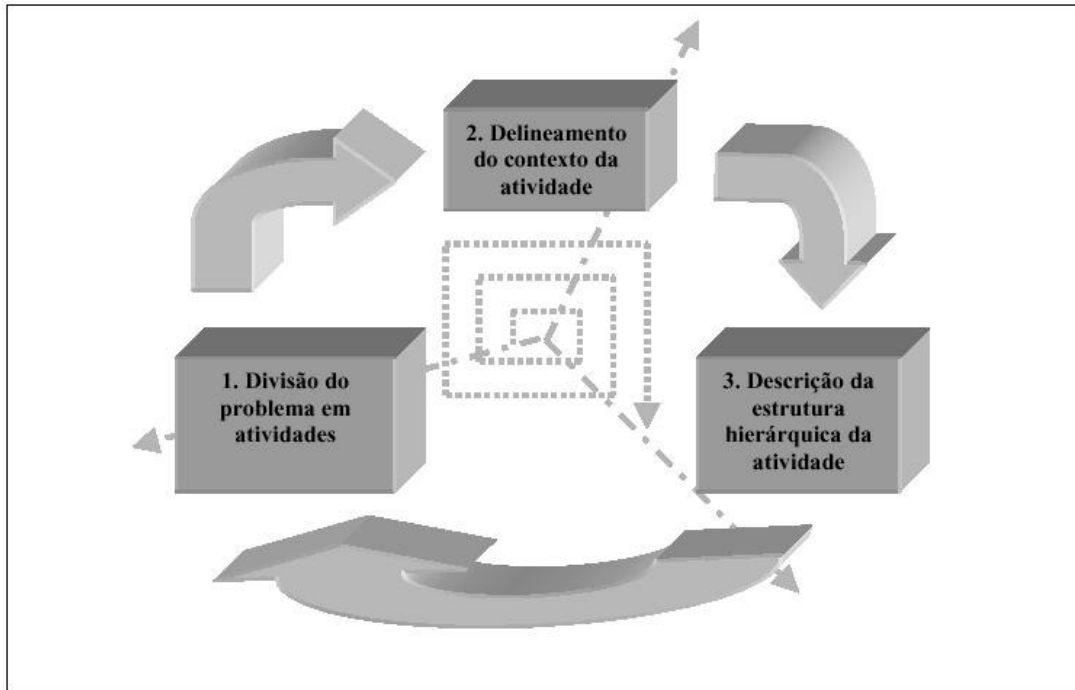 1. Divisão do
problema em
atividades
2. Delineamento
do contexto da
atividade
3. Descrição da
estrutura
hierárquica da
atividade